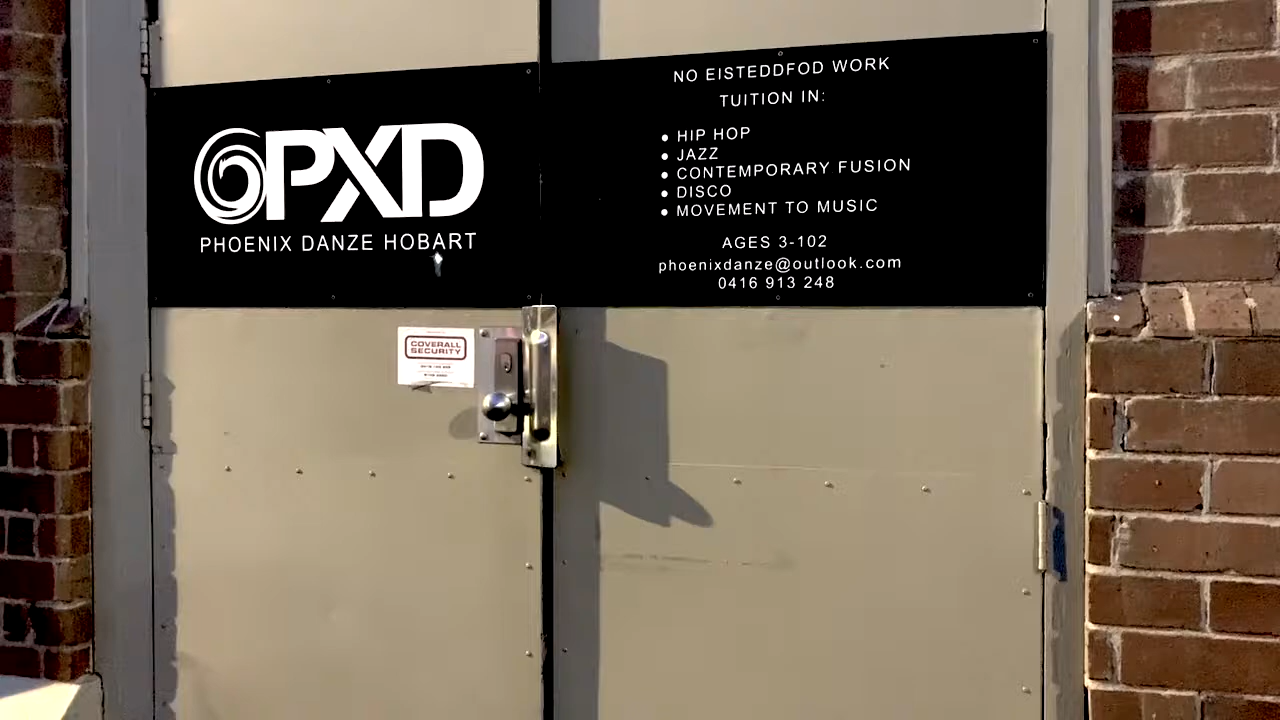 PXD
PHOENIX DANZE HOBART
NO EISTEDDFOD WORK
TUITION IN:
● HIP HOP
● JAZZ
● CONTEMPORARY FUSION
● DISCO
● MOVEMENT TO MUSIC
AGES 3-102
phoenixdanze@outlook.com
0416 913 248
COVERALL
SECURITY